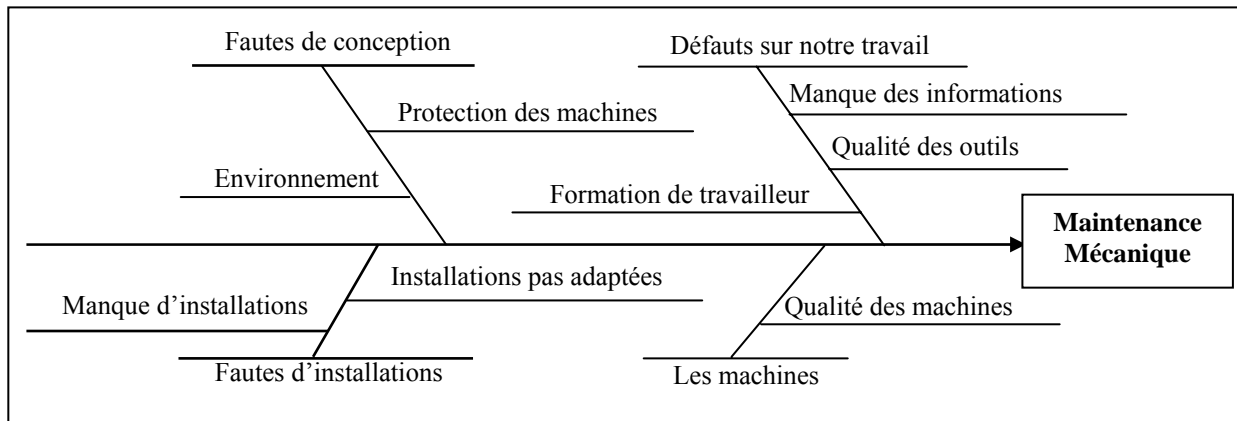 Fautes de conception
Défauts sur notre travail
Protection des machines
Manque des informations
Qualité des outils
Environnement
Formation de travailleur
Maintenance
Mécanique
Installations pas adaptées
Manque d’installations
Qualité des machines
Fautes d’installations
Les machines